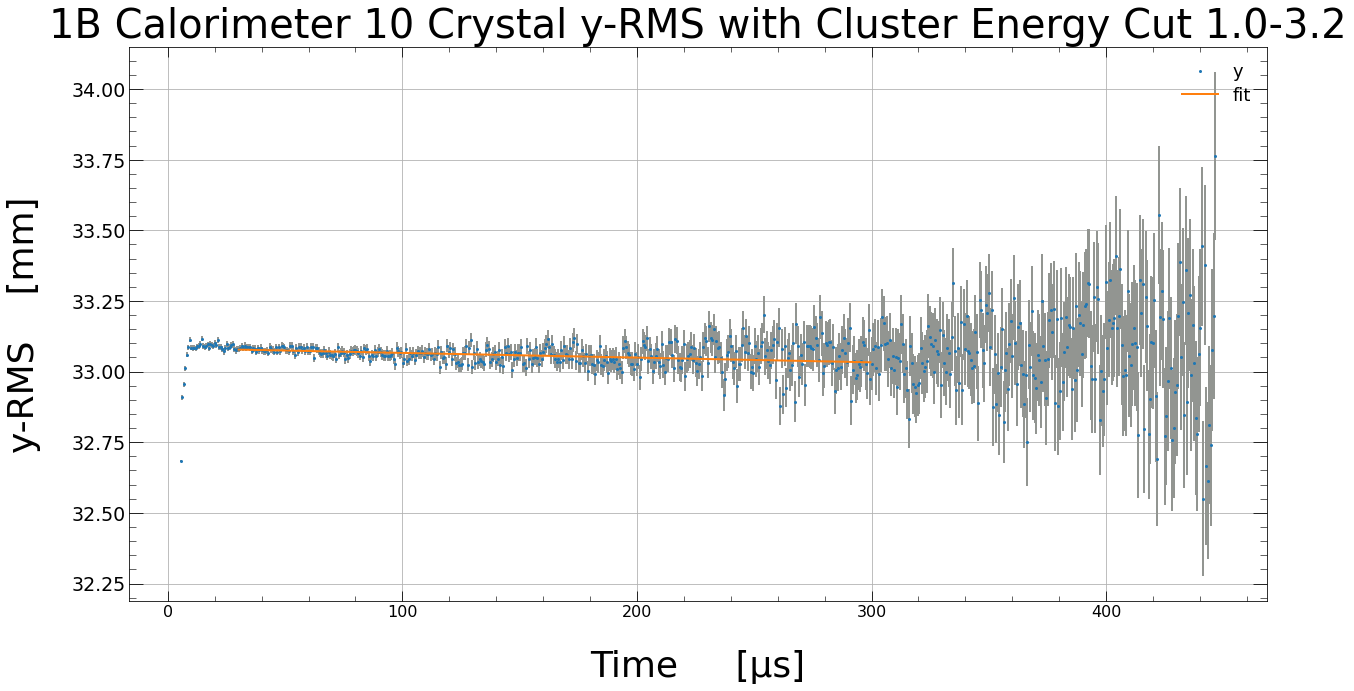 1B Calorimeter 10 Crystal y-RMS with Cluster Energy Cut 1.0-3.2
y
fit
34.00
33.75
33.50
33.25
33.00
32.75
32.50
32.25
y-RMS [mm]
0 100 200 300 400
Time [µs]